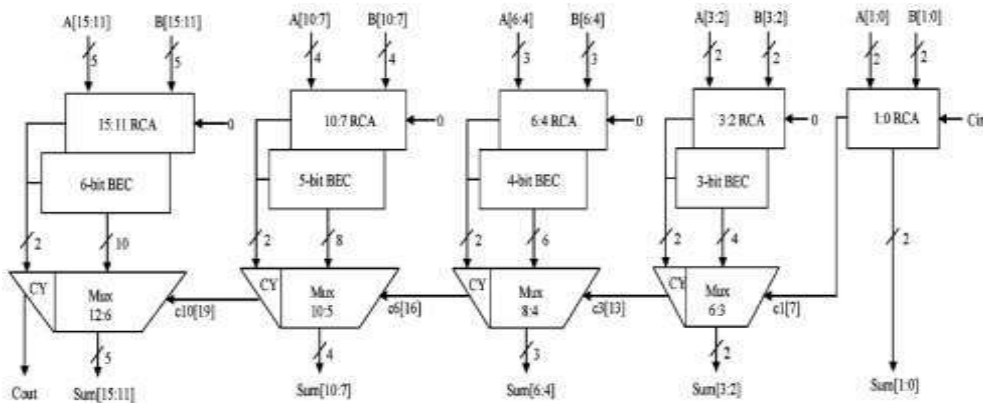 A[15:11] B[15:11] A[10:7] B[10:7] A[6:4] B[6:4] A[3:2] B[3:2] A[1:0] B[1:0]
5 5 4 4 3 3 2 2 2 2
15:11 RCA 0 10:7 RCA 0 6:4 RCA 0 3:2 RCA 0 1:0 RCA Cin
6-bit BEC 5-bit BEC 4-bit BEC 3-bit BEC
2 10 2 8 2 6 2 4 2
CY Mux 12:6 c10[19] CY Mux 10:5 c6[16] CY Mux 8:4 c3[13] CY Mux 6:3 c1[7]
5 4 3 2
Cout Sum[15:11] Sum[10:7] Sum[6:4] Sum[3:2] Sum[1:0]